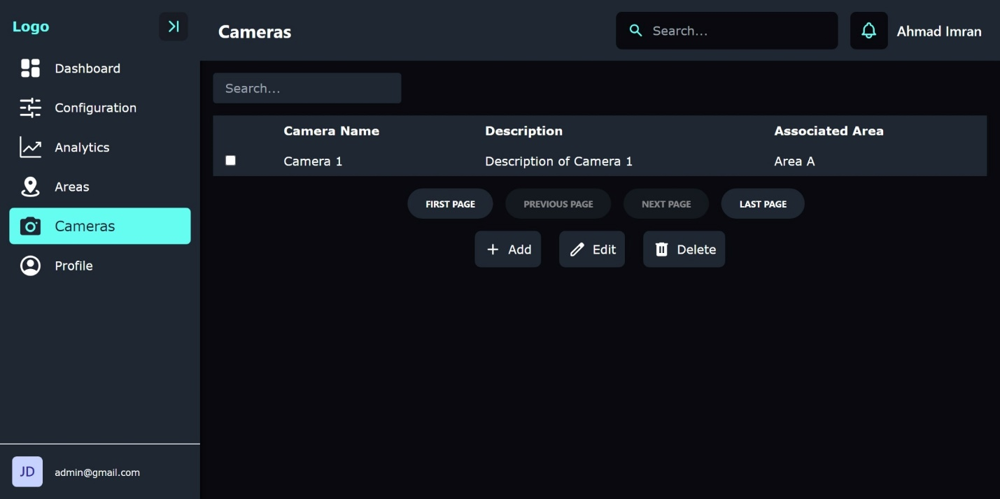 Logo
Dashboard
Configuration
Analytics
Areas
Cameras
Profile
JD admin@gmail.com
Cameras
Search...
Ahmad Imran
Search...
Camera Name Description Associated Area
Camera 1 Description of Camera 1 Area A
FIRST PAGE PREVIOUS PAGE NEXT PAGE LAST PAGE
Add Edit Delete